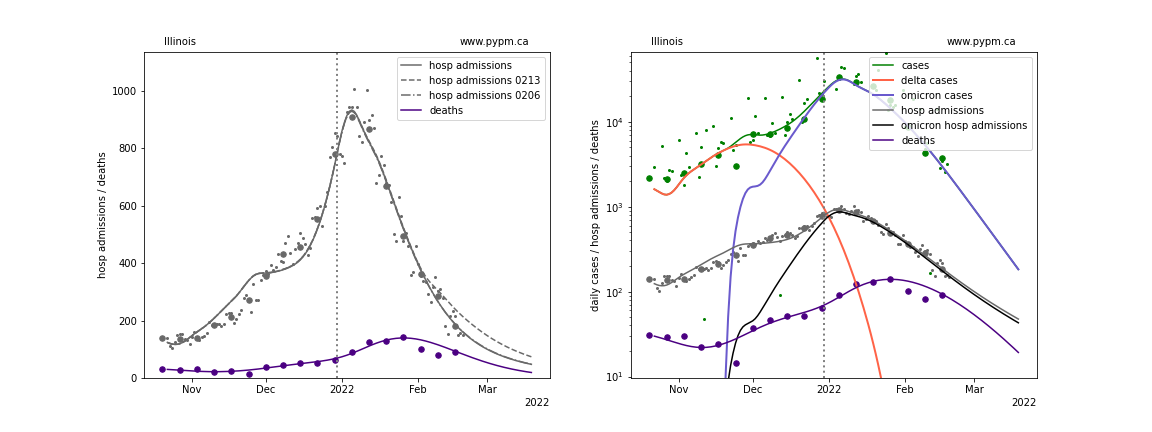 Illinois
www.pypm.ca
hosp admissions / deaths
1000
800
600
400
200
0
hosp admissions
hosp admissions 0213
hosp admissions 0206
deaths
Nov
Dec
2022
Feb
Mar
2022
Illinois
www.pypm.ca
daily cases / hosp admissions / deaths
10⁴
10³
10²
10¹
cases
delta cases
omicron cases
hosp admissions
omicron hosp admissions
deaths
Nov
Dec
2022
Feb
Mar
2022